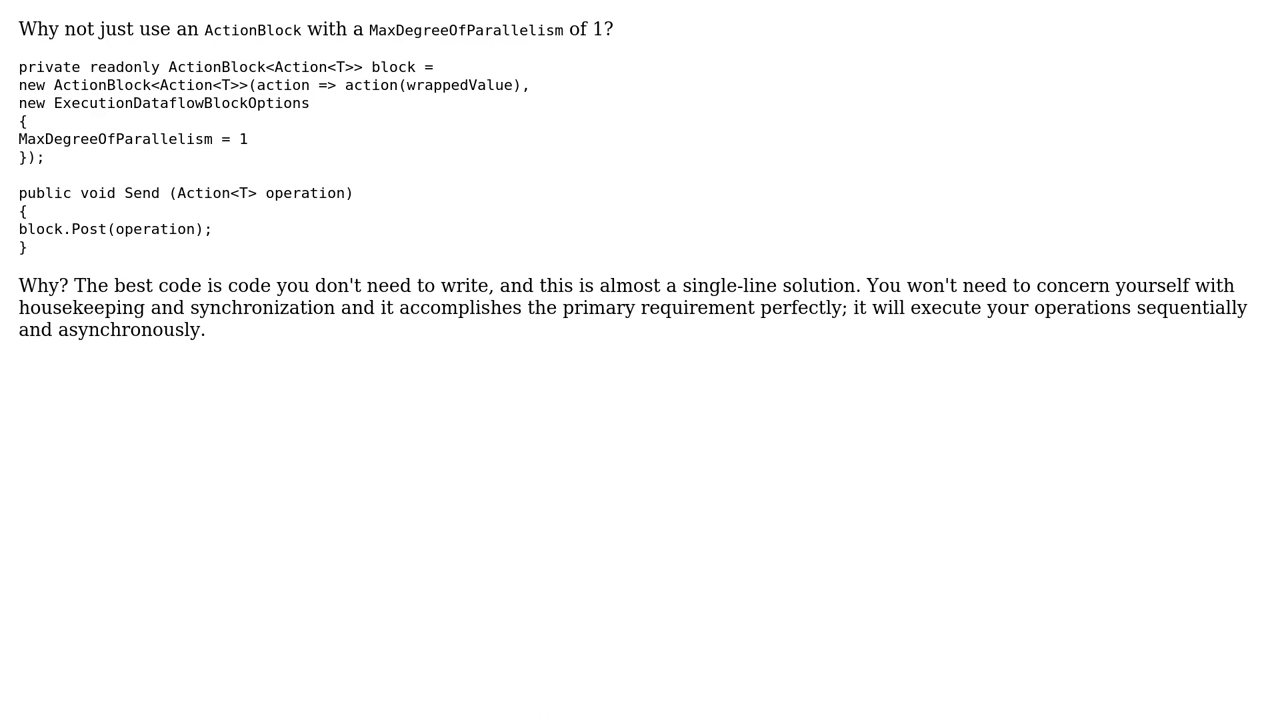 Why not just use an ActionBlock with a MaxDegreeOfParallelism of 1?
private readonly ActionBlock<Action<T>> block =
new ActionBlock<Action<T>>(action => action(wrappedValue),
new ExecutionDataflowBlockOptions
{
MaxDegreeOfParallelism = 1
});
public void Send (Action<T> operation)
{
block.Post(operation);
}
Why? The best code is code you don't need to write, and this is almost a single-line solution. You won't need to concern yourself with
housekeeping and synchronization and it accomplishes the primary requirement perfectly; it will execute your operations sequentially
and asynchronously.